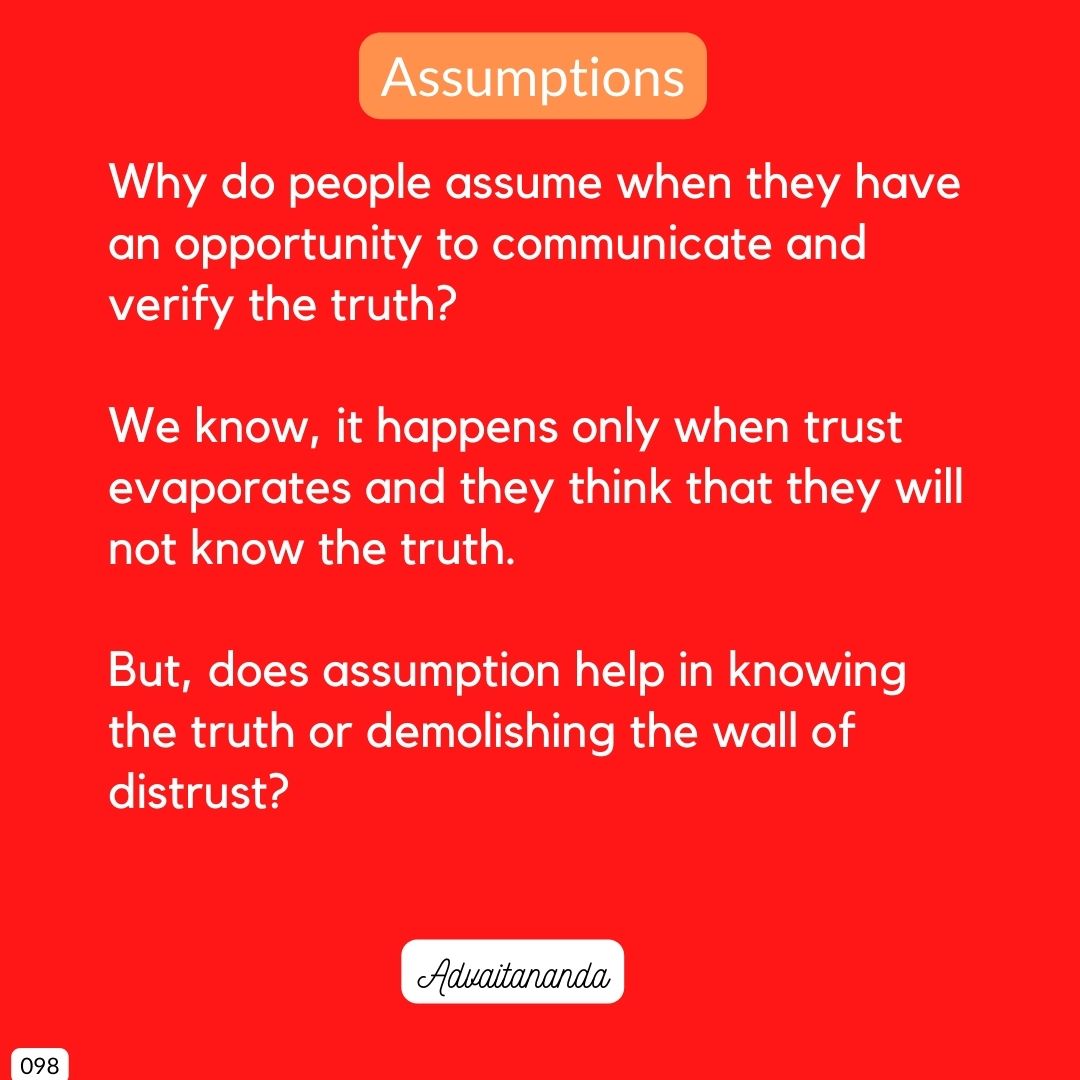 Assumptions
Why do people assume when they have
an opportunity to communicate and
verify the truth?
We know, it happens only when trust
evaporates and they think that they will
not know the truth.
But, does assumption help in knowing
the truth or demolishing the wall of
distrust?
Advaitananda
098